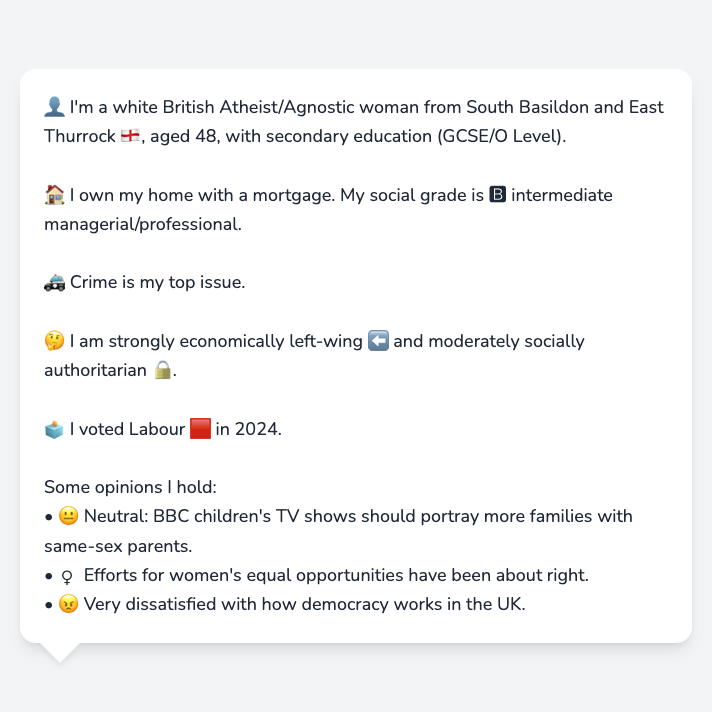 👤 I'm a white British Atheist/Agnostic woman from South Basildon and East
Thurrock 🏴󠁧󠁢󠁥󠁮󠁧󠁿, aged 48, with secondary education (GCSE/O Level).
🏠 I own my home with a mortgage. My social grade is 🅱 intermediate
managerial/professional.
🚓 Crime is my top issue.
🤔 I am strongly economically left-wing ⬅️ and moderately socially
authoritarian 🔒.
🗳️ I voted Labour 🟥 in 2024.
Some opinions I hold:
• 😐 Neutral: BBC children's TV shows should portray more families with
same-sex parents.
• ♀ Efforts for women's equal opportunities have been about right.
• 😠 Very dissatisfied with how democracy works in the UK.